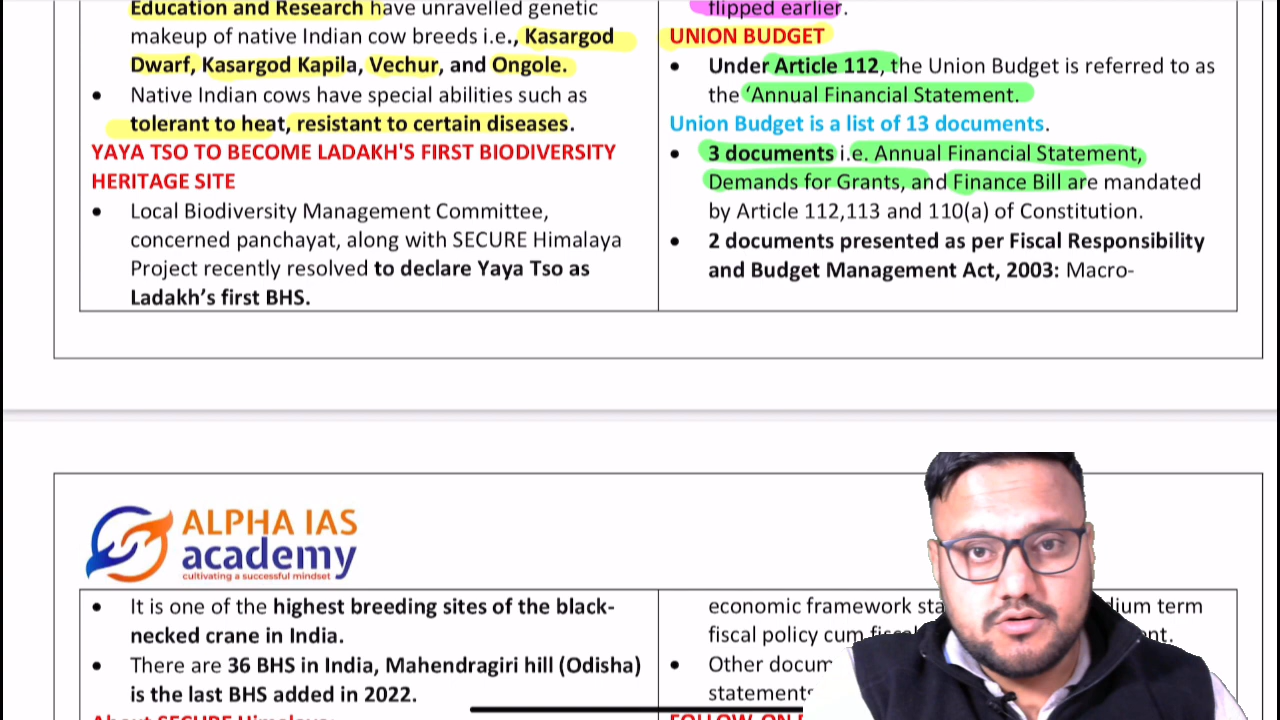 Education and Research have unravelled genetic
makeup of native Indian cow breeds i.e., Kasargod
Dwarf, Kasargod Kapila, Vechur, and Ongole.
• Native Indian cows have special abilities such as
tolerant to heat, resistant to certain diseases.
YAYA TSO TO BECOME LADAKH'S FIRST BIODIVERSITY
HERITAGE SITE
• Local Biodiversity Management Committee,
concerned panchayat, along with SECURE Himalaya
Project recently resolved to declare Yaya Tso as
Ladakh's first BHS.
flipped earlier.
UNION BUDGET
• Under Article 112, the Union Budget is referred to as
the 'Annual Financial Statement.
Union Budget is a list of 13 documents.
• 3 documents i.e. Annual Financial Statement,
Demands for Grants, and Finance Bill are mandated
by Article 112,113 and 110(a) of Constitution.
• 2 documents presented as per Fiscal Responsibility
and Budget Management Act, 2003: Macro-
ALPHA IAS
academy
cultivating a successful mindset
• It is one of the highest breeding sites of the black-
necked crane in India.
• There are 36 BHS in India, Mahendragiri hill (Odisha)
is the last BHS added in 2022.
economic framework term
fiscal policy cum
• Other